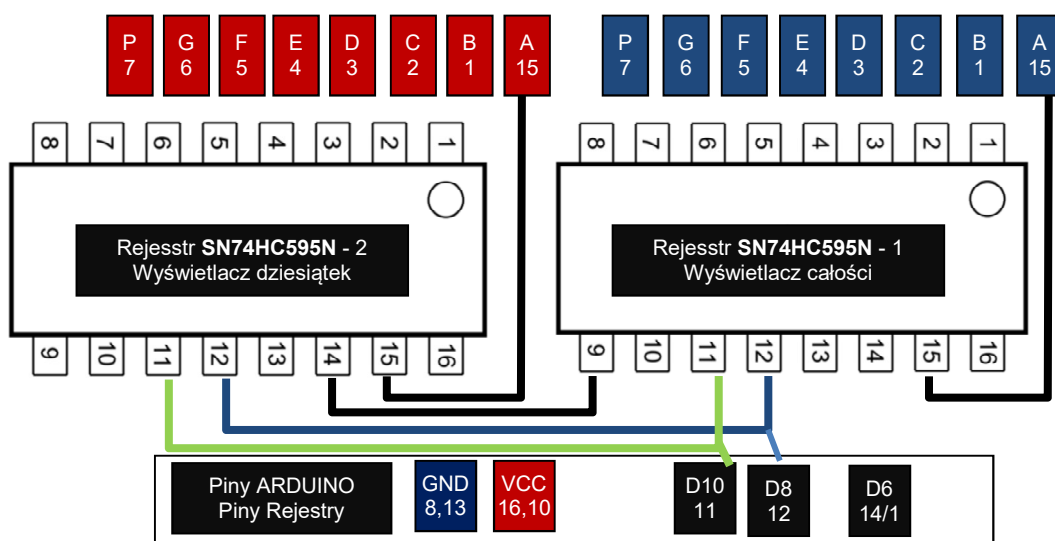 P G F E D C B A P G F E D C B A
7 6 5 4 3 2 1 15 7 6 5 4 3 2 1 15
8 7 6 5 4 3 2 1 8 7 6 5 4 3 2 1
Rejesstr SN74HC595N - 2
Wyświetlacz dziesiątek
Rejesstr SN74HC595N - 1
Wyświetlacz całości
9 10 11 12 13 14 15 16 9 10 11 12 13 14 15 16
Piny ARDUINO
Piny Rejestry
GND
8,13
VCC
16,10
D10
11
D8
12
D6
14/1